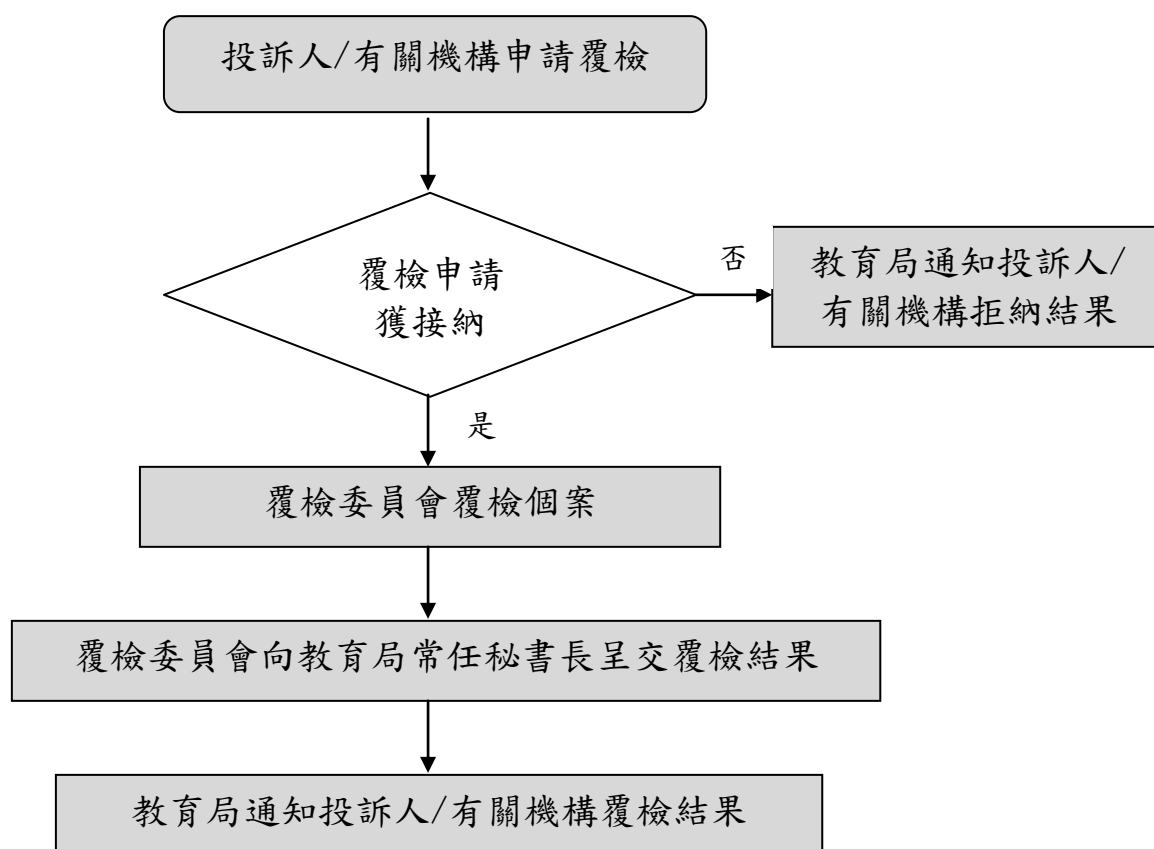 投訴人/有關機構申請覆檢
覆檢申請
獲接納
否
教育局通知投訴人/
有關機構拒納結果
是
覆檢委員會覆檢個案
覆檢委員會向教育局常任秘書長呈交覆檢結果
教育局通知投訴人/有關機構覆檢結果